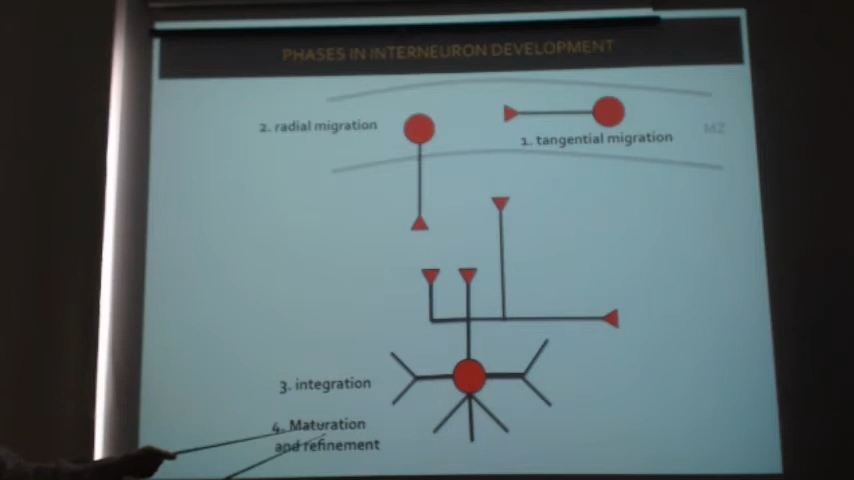 PHASES IN INTERNEURON DEVELOPMENT
2. radial migration
1. tangential migration
MZ
3. integration
4. Maturation
and refinement